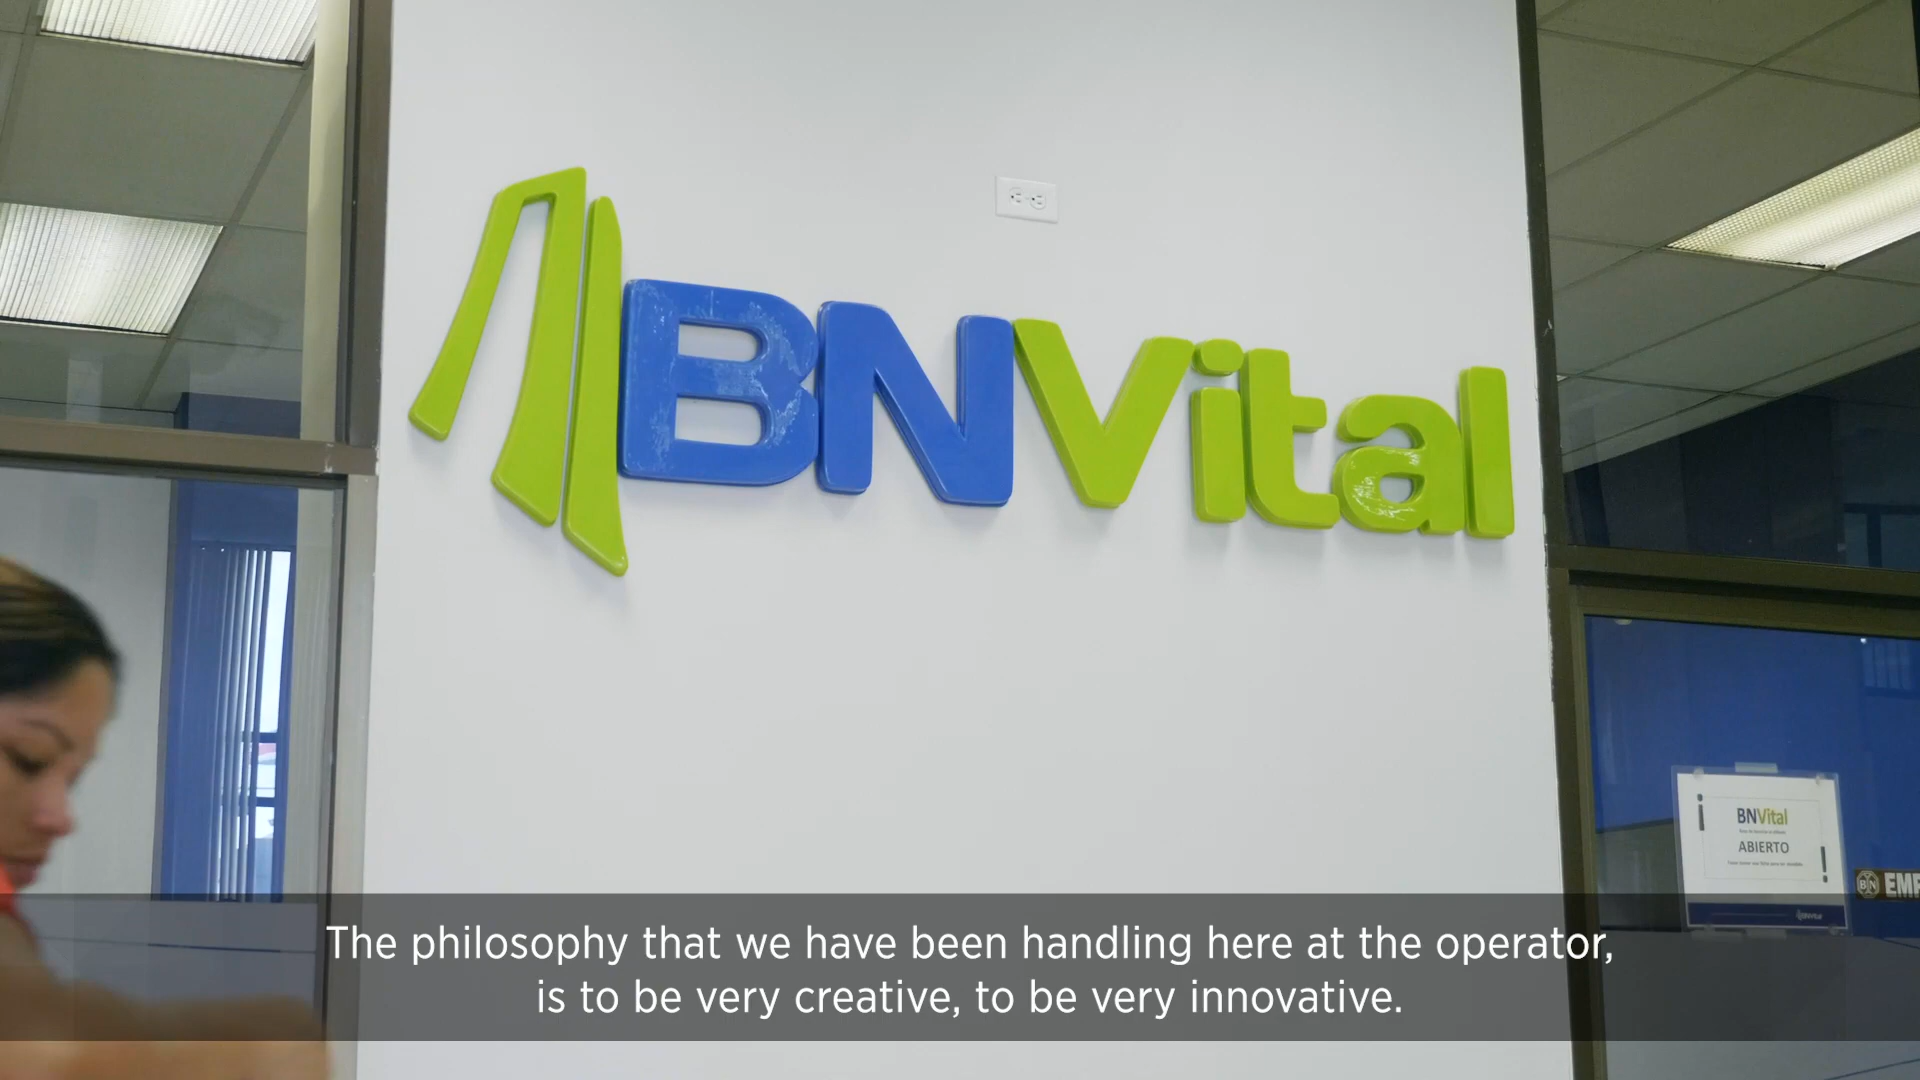 BNVital
BNVital
ABIERTO
BN EMP
The philosophy that we have been handling here at the operator,
is to be very creative, to be very innovative.